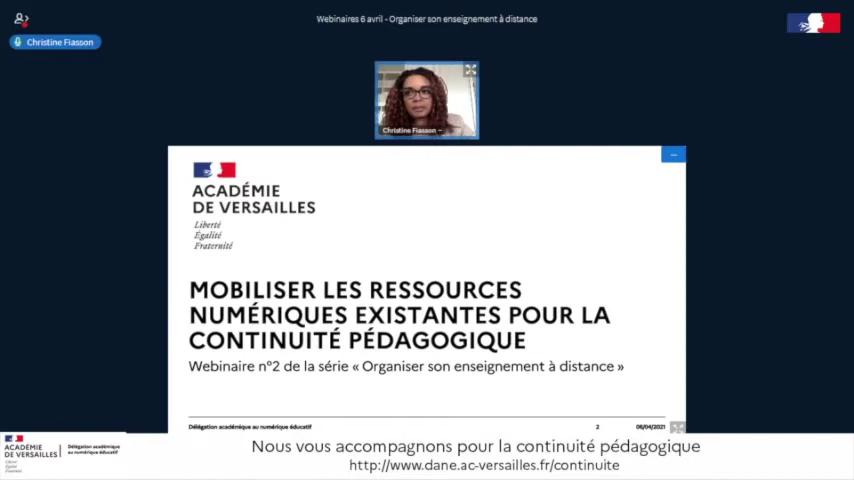 Webinaires 6 avril - Organiser son enseignement à distance
Christine Fiasson
Christine Fiasson –
ACADÉMIE
DE VERSAILLES
Liberté
Égalité
Fraternité
MOBILISER LES RESSOURCES
NUMÉRIQUES EXISTANTES POUR LA
CONTINUITÉ PÉDAGOGIQUE
Webinaire n°2 de la série « Organiser son enseignement à distance »
Délégation académique au numérique éducatif 2 06/04/2021
ACADÉMIE
DE VERSAILLES
Liberté
Égalité
Fraternité
Délégation académique
au numérique éducatif
Nous vous accompagnons pour la continuité pédagogique
http://www.dane.ac-versailles.fr/continuite